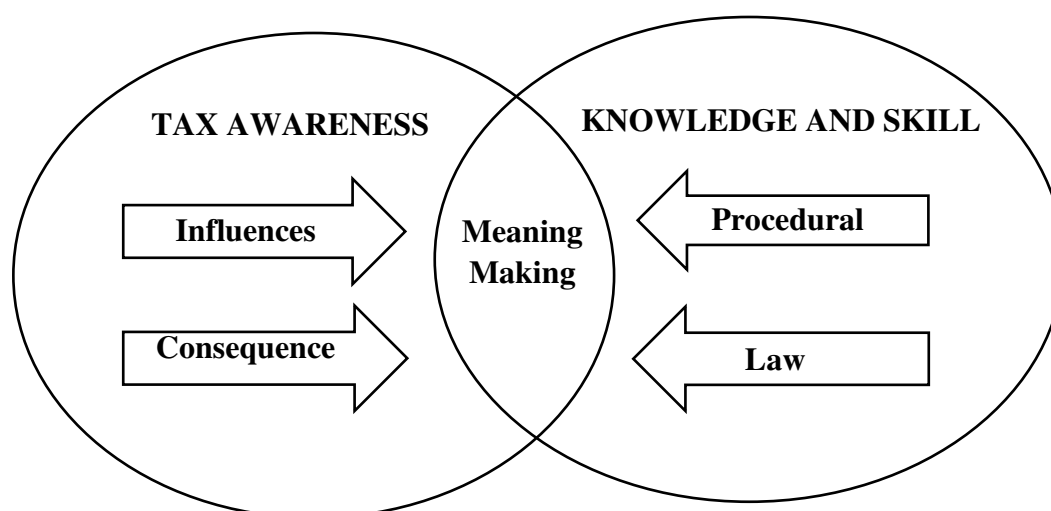 TAX AWARENESS
KNOWLEDGE AND SKILL
Influences
Consequence
Meaning
Making
Procedural
Law